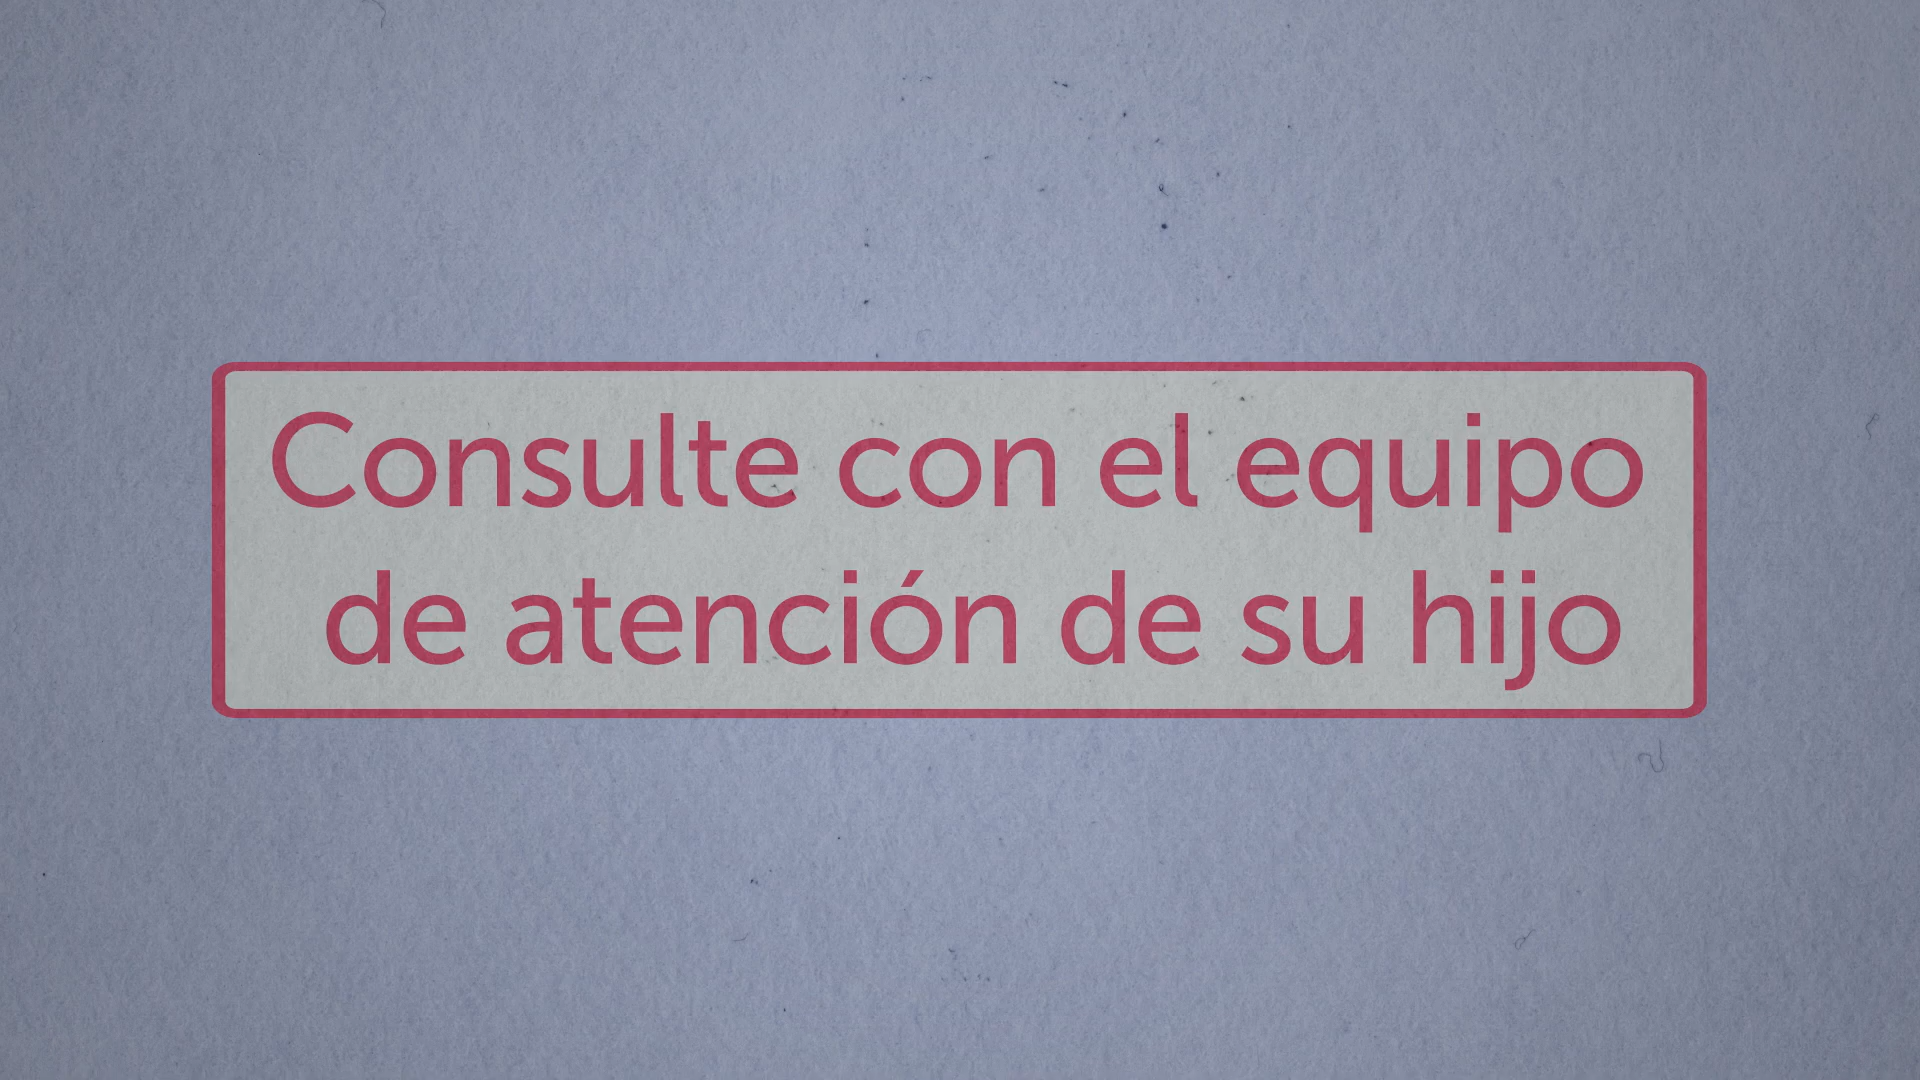 Consulte con el equipo
de atención de su hijo